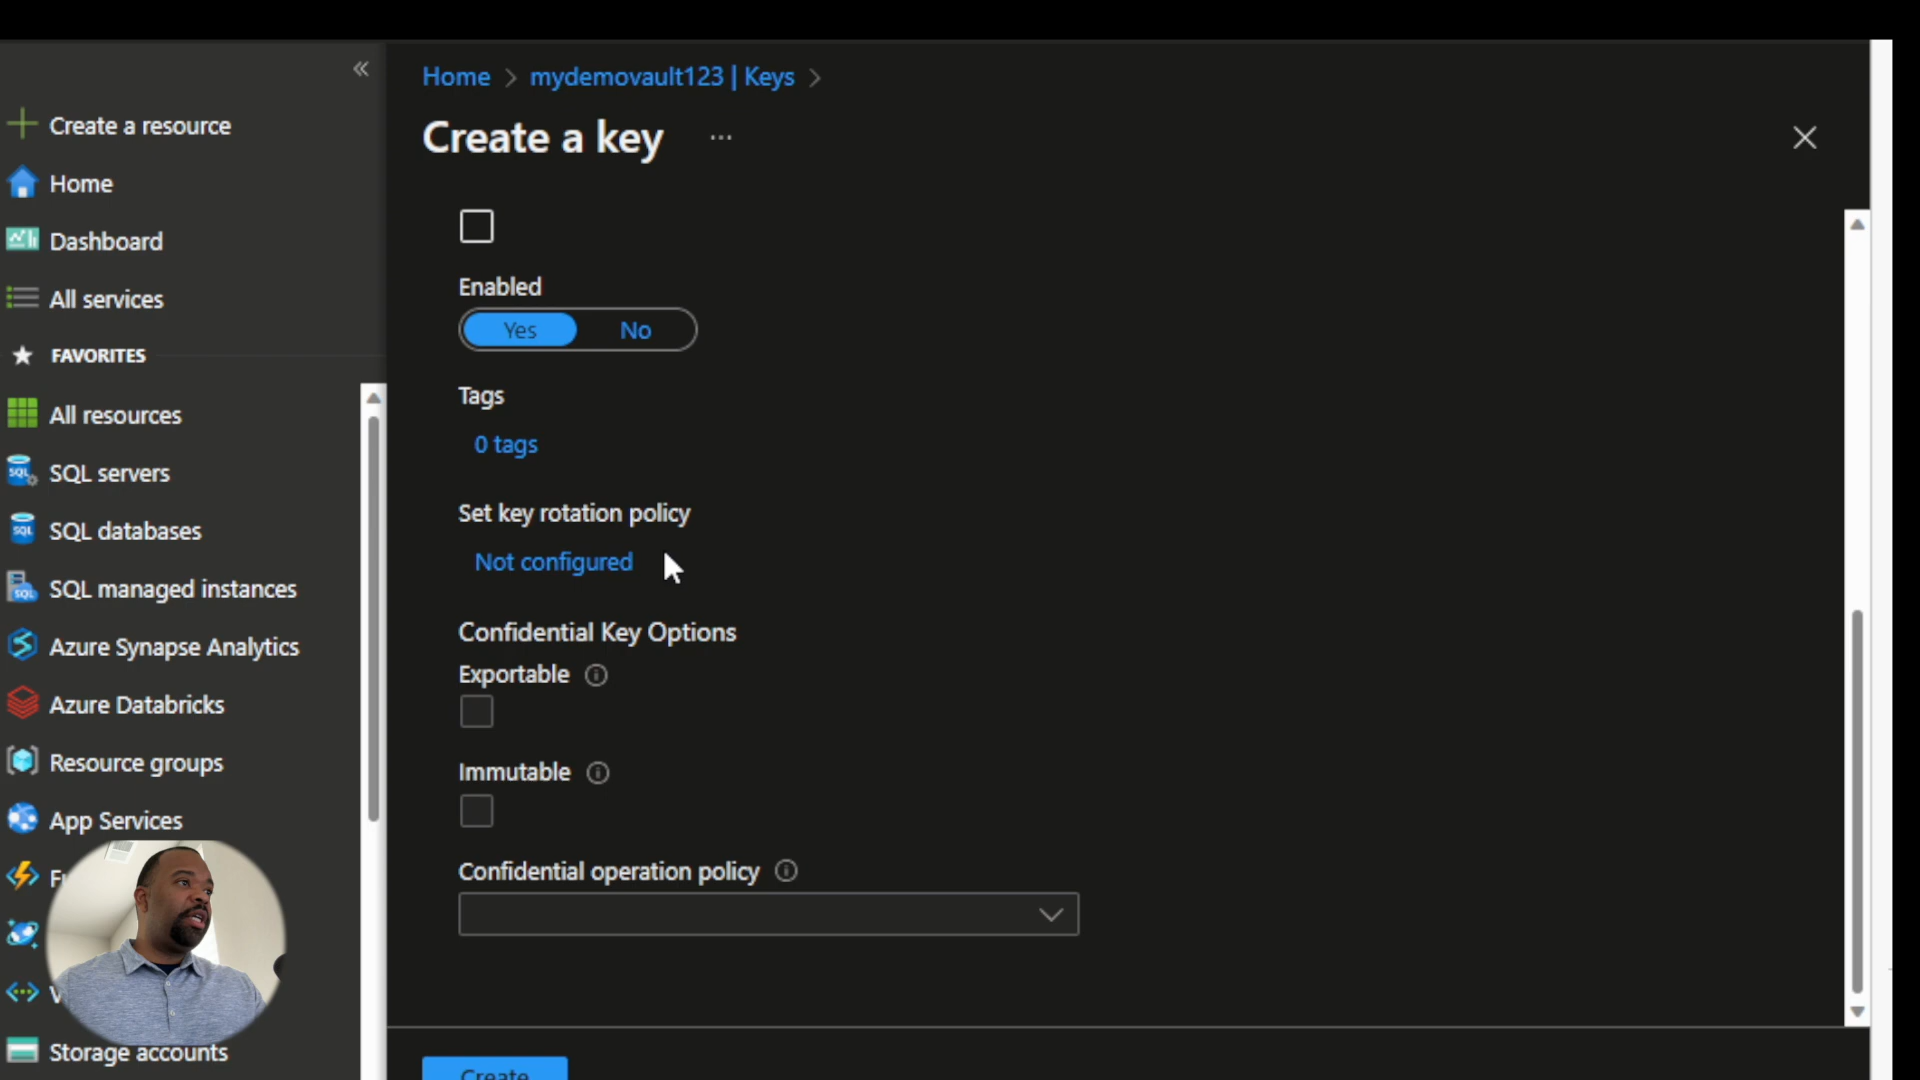 Home > mydemovault123 | Keys >
Create a key ...
Create a resource
Home
Dashboard
All services
FAVORITES
All resources
SQL servers
SQL databases
SQL managed instances
Azure Synapse Analytics
Azure Databricks
Resource groups
App Services
Storage accounts
Enabled
Yes No
Tags
0 tags
Set key rotation policy
Not configured
Confidential Key Options
Exportable
Immutable
Confidential operation policy
Create